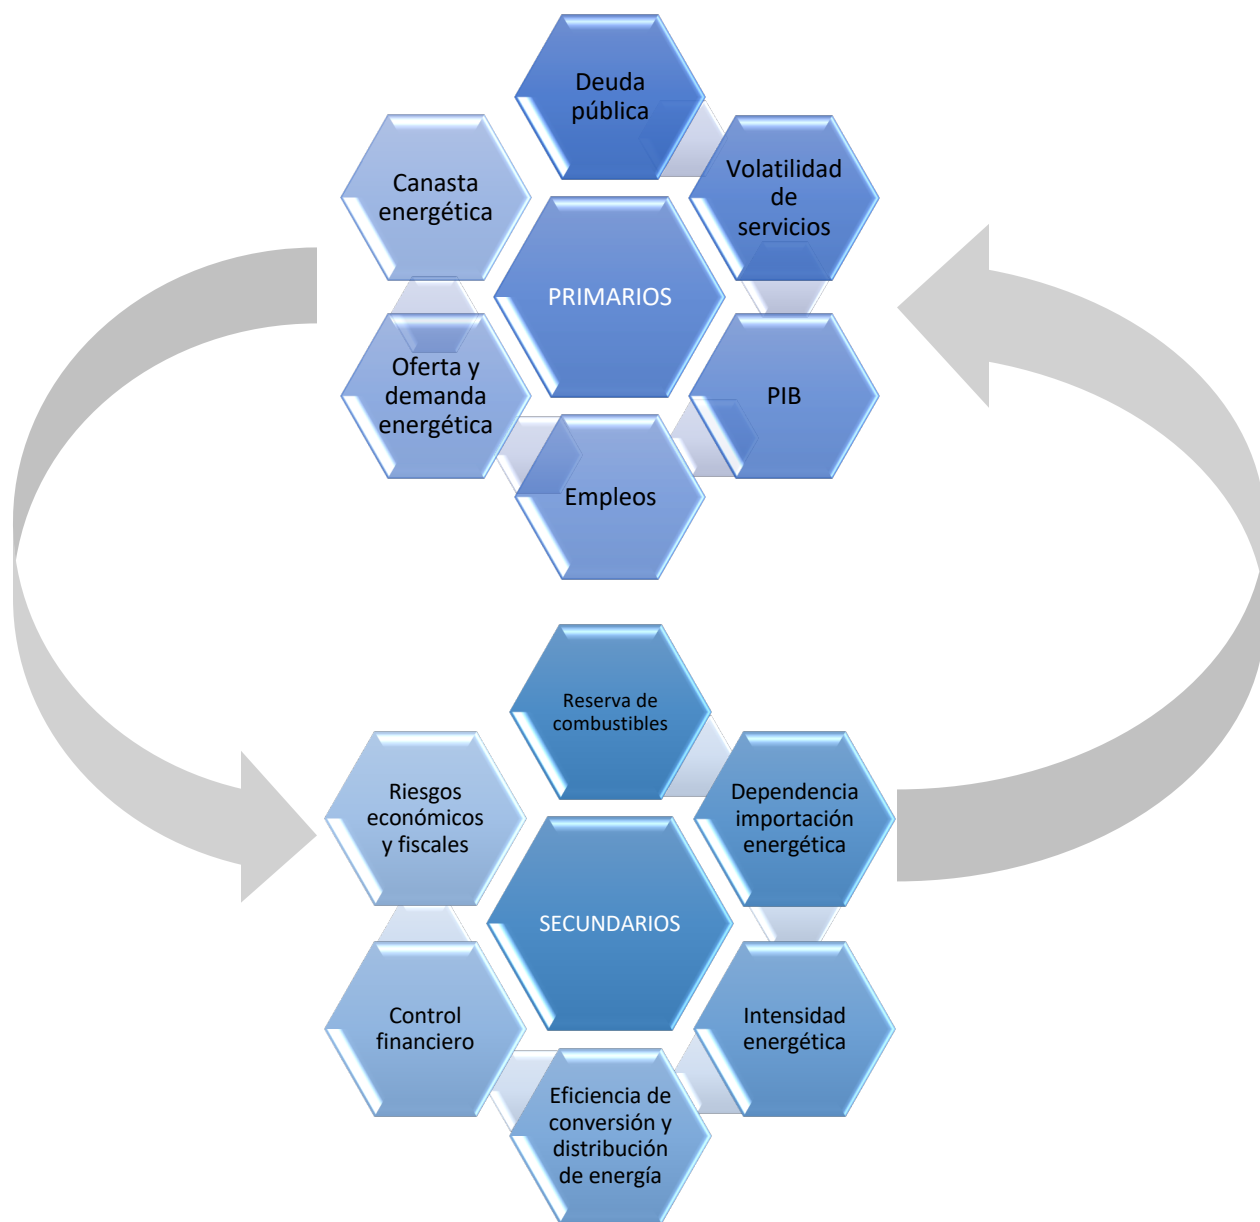 Deuda
pública
Volatilidad
de
servicios
Canasta
energética
PRIMARIOS
Oferta y
demanda
energética
PIB
Empleos
Reserva de
combustibles
Riesgos
económicos
y fiscales
Dependencia
importación
energética
SECUNDARIOS
Control
financiero
Intensidad
energética
Eficiencia de
conversión y
distribución
de energía